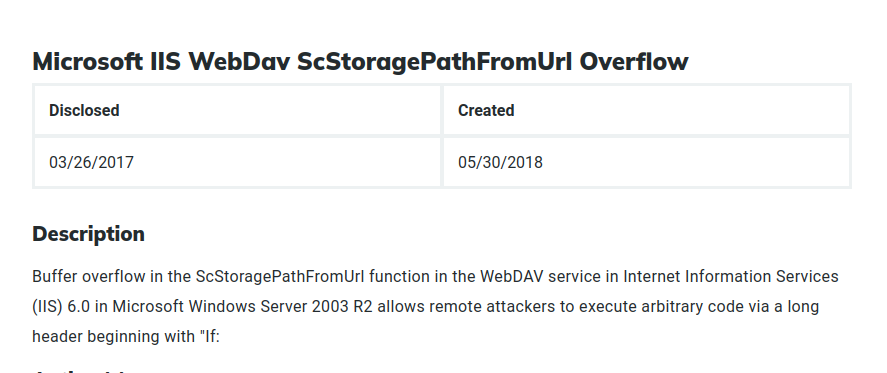 Microsoft IIS WebDav ScStoragePathFromUrl Overflow
Disclosed Created
03/26/2017 05/30/2018
Description
Buffer overflow in the ScStoragePathFromUrl function in the WebDAV service in Internet Information Services
(IIS) 6.0 in Microsoft Windows Server 2003 R2 allows remote attackers to execute arbitrary code via a long
header beginning with "If: